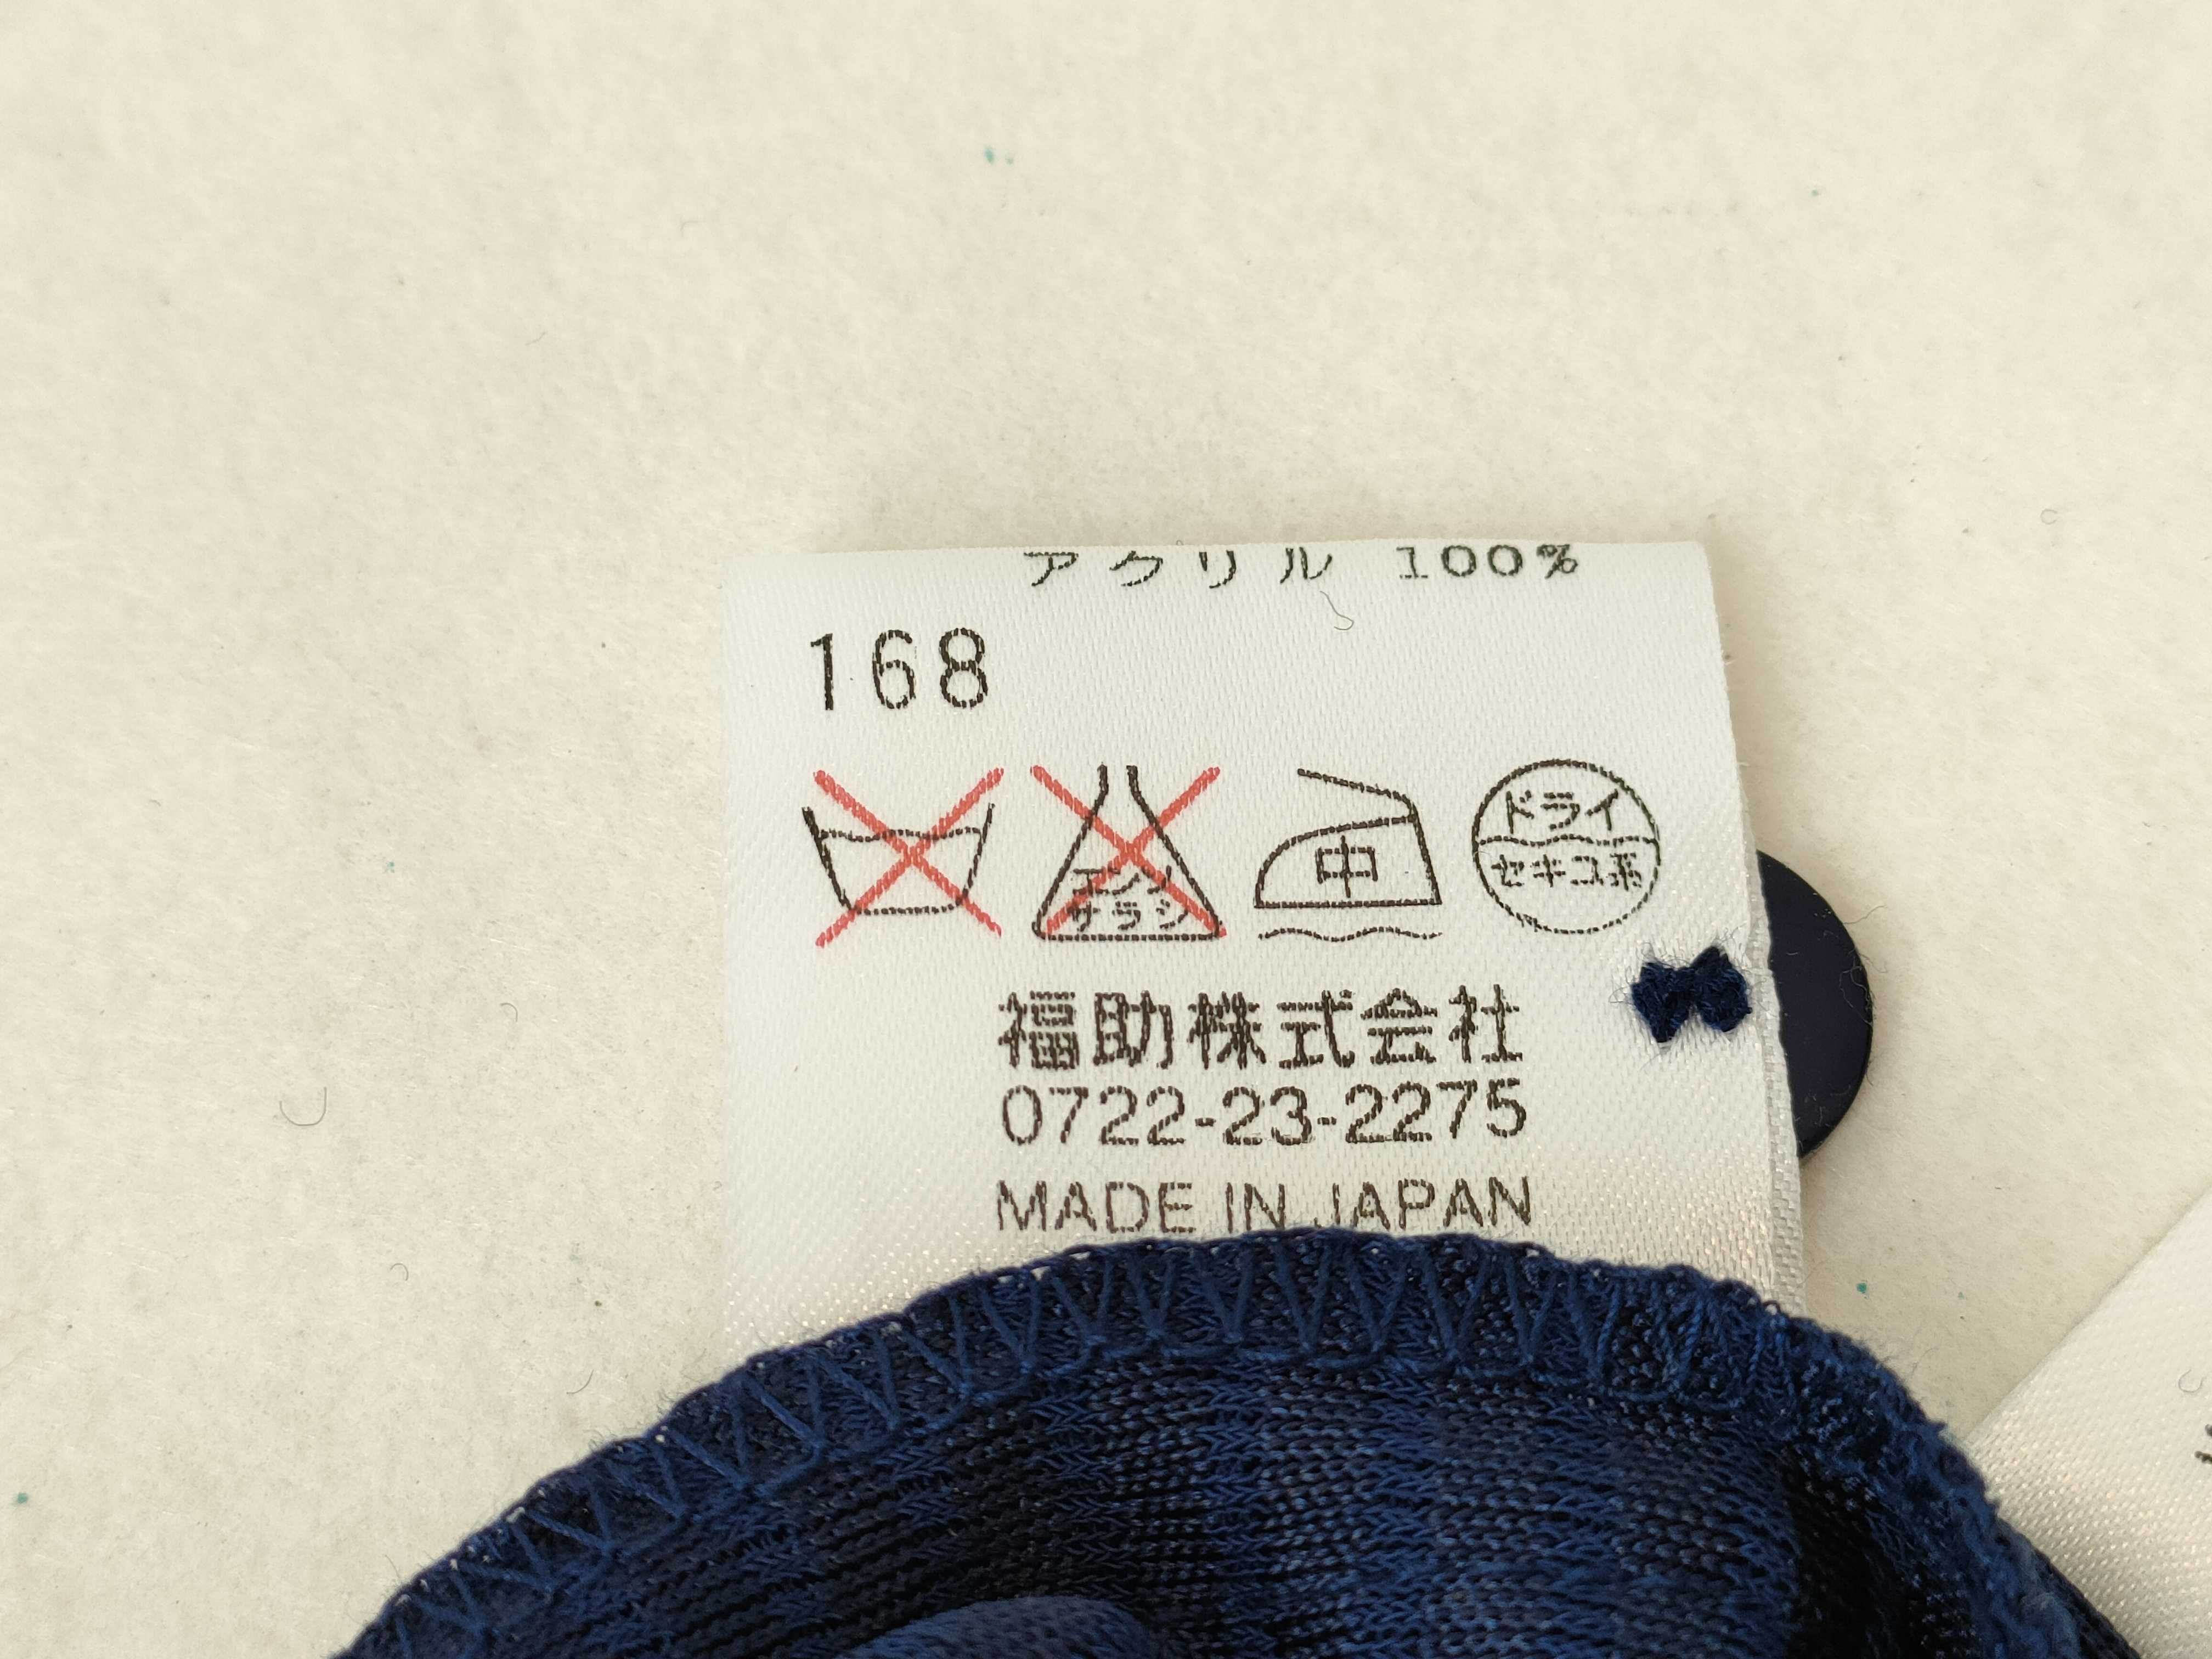 アクリル 100%
168
エンソ
サラシ
中
ドライ
セキユ系
福助株式会社
0722-23-2275
MADE IN JAPAN